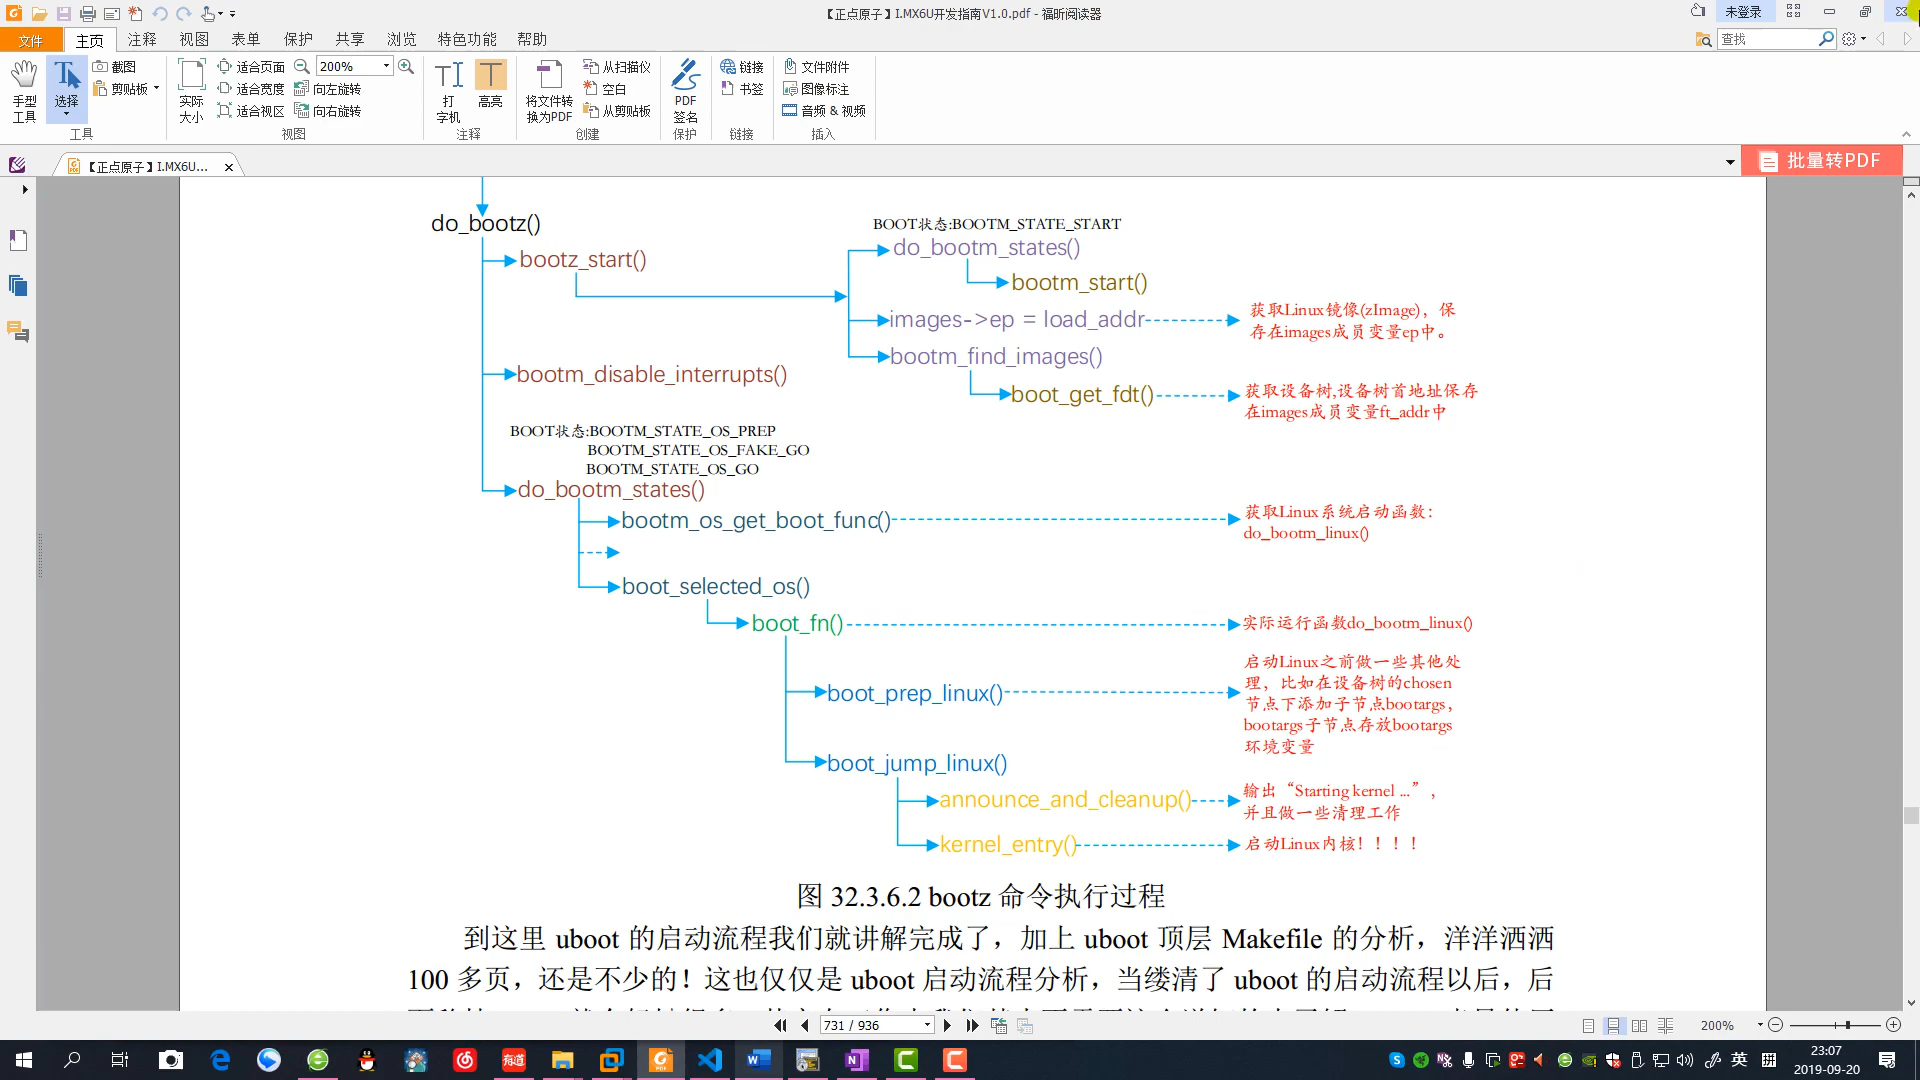 【正点原子】I.MX6U开发指南V1.0.pdf - 福昕阅读器
未登录
文件 主页 注释 视图 表单 保护 共享 浏览 特色功能 帮助
查找
手型工具
选择
截图
剪贴板
工具
实际大小
适合页面
适合宽度
适合视区
200%
向左旋转
向右旋转
视图
打字机
高亮
注释
将文件转换为PDF
从扫描仪
空白
从剪贴板
创建
PDF签名
保护
链接
书签
链接
文件附件
图像标注
音频 & 视频
插入
【正点原子】I.MX6U...
批量转PDF
do_bootz()
bootz_start()
BOOT状态:BOOTM_STATE_START
do_bootm_states()
bootm_start()
images->ep = load_addr
获取Linux镜像(zImage)，保
存在images成员变量ep中。
bootm_find_images()
boot_get_fdt()
获取设备树,设备树首地址保存
在images成员变量ft_addr中
bootm_disable_interrupts()
BOOT状态:BOOTM_STATE_OS_PREP
BOOTM_STATE_OS_FAKE_GO
BOOTM_STATE_OS_GO
do_bootm_states()
bootm_os_get_boot_func()
获取Linux系统启动函数:
do_bootm_linux()
boot_selected_os()
boot_fn()
实际运行函数do_bootm_linux()
boot_prep_linux()
启动Linux之前做一些其他处
理，比如在设备树的chosen
节点下添加子节点bootargs，
bootargs子节点存放bootargs
环境变量
boot_jump_linux()
announce_and_cleanup()
输出“Starting kernel ...”，
并且做一些清理工作
kernel_entry()
启动Linux内核！！！！
图 32.3.6.2 bootz 命令执行过程
到这里 uboot 的启动流程我们就讲解完成了，加上 uboot 顶层 Makefile 的分析，洋洋洒洒
100 多页，还是不少的！这也仅仅是 uboot 启动流程分析，当缕清了 uboot 的启动流程以后，后
731 / 936
200%
英
23:07
2019-09-20